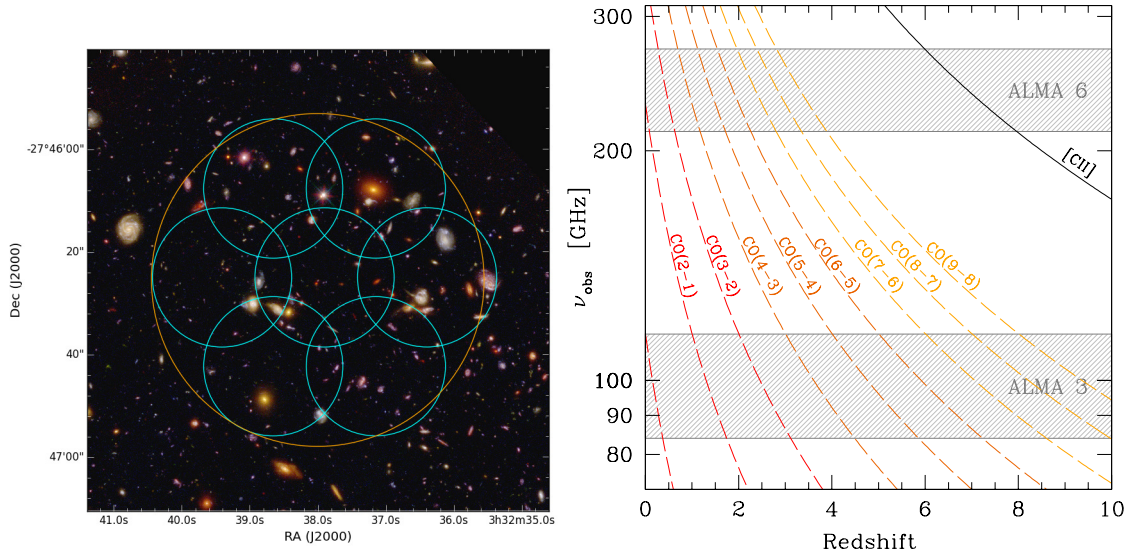 -27°46'00"
20"
40"
47'00"
Dec (J2000)
41.0s 40.0s 39.0s 38.0s 37.0s 36.0s 3h32m35.0s
RA (J2000)
300
200
100
90
80
ν_obs [GHz]
ALMA 6
[CII]
CO(2-1)
CO(3-2)
CO(4-3)
CO(5-4)
CO(6-5)
CO(7-6)
CO(8-7)
CO(9-8)
ALMA 3
0 2 4 6 8 10
Redshift